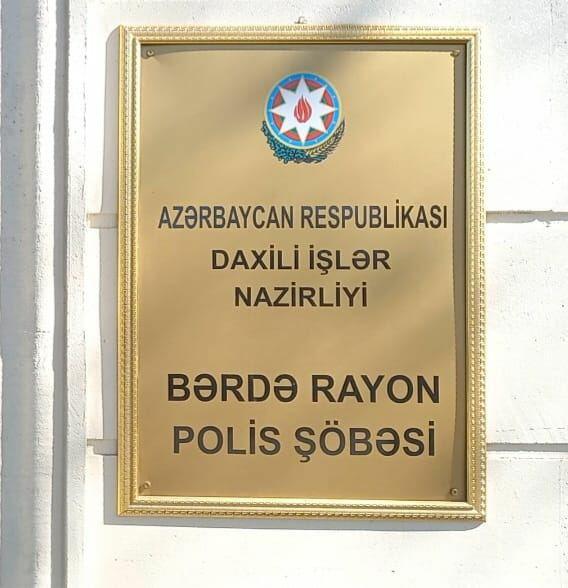 AZƏRBAYCAN RESPUBLİKASI
DAXİLİ İŞLƏR
NAZİRLİYİ
BƏRDƏ RAYON
POLİS ŞÖBƏSİ